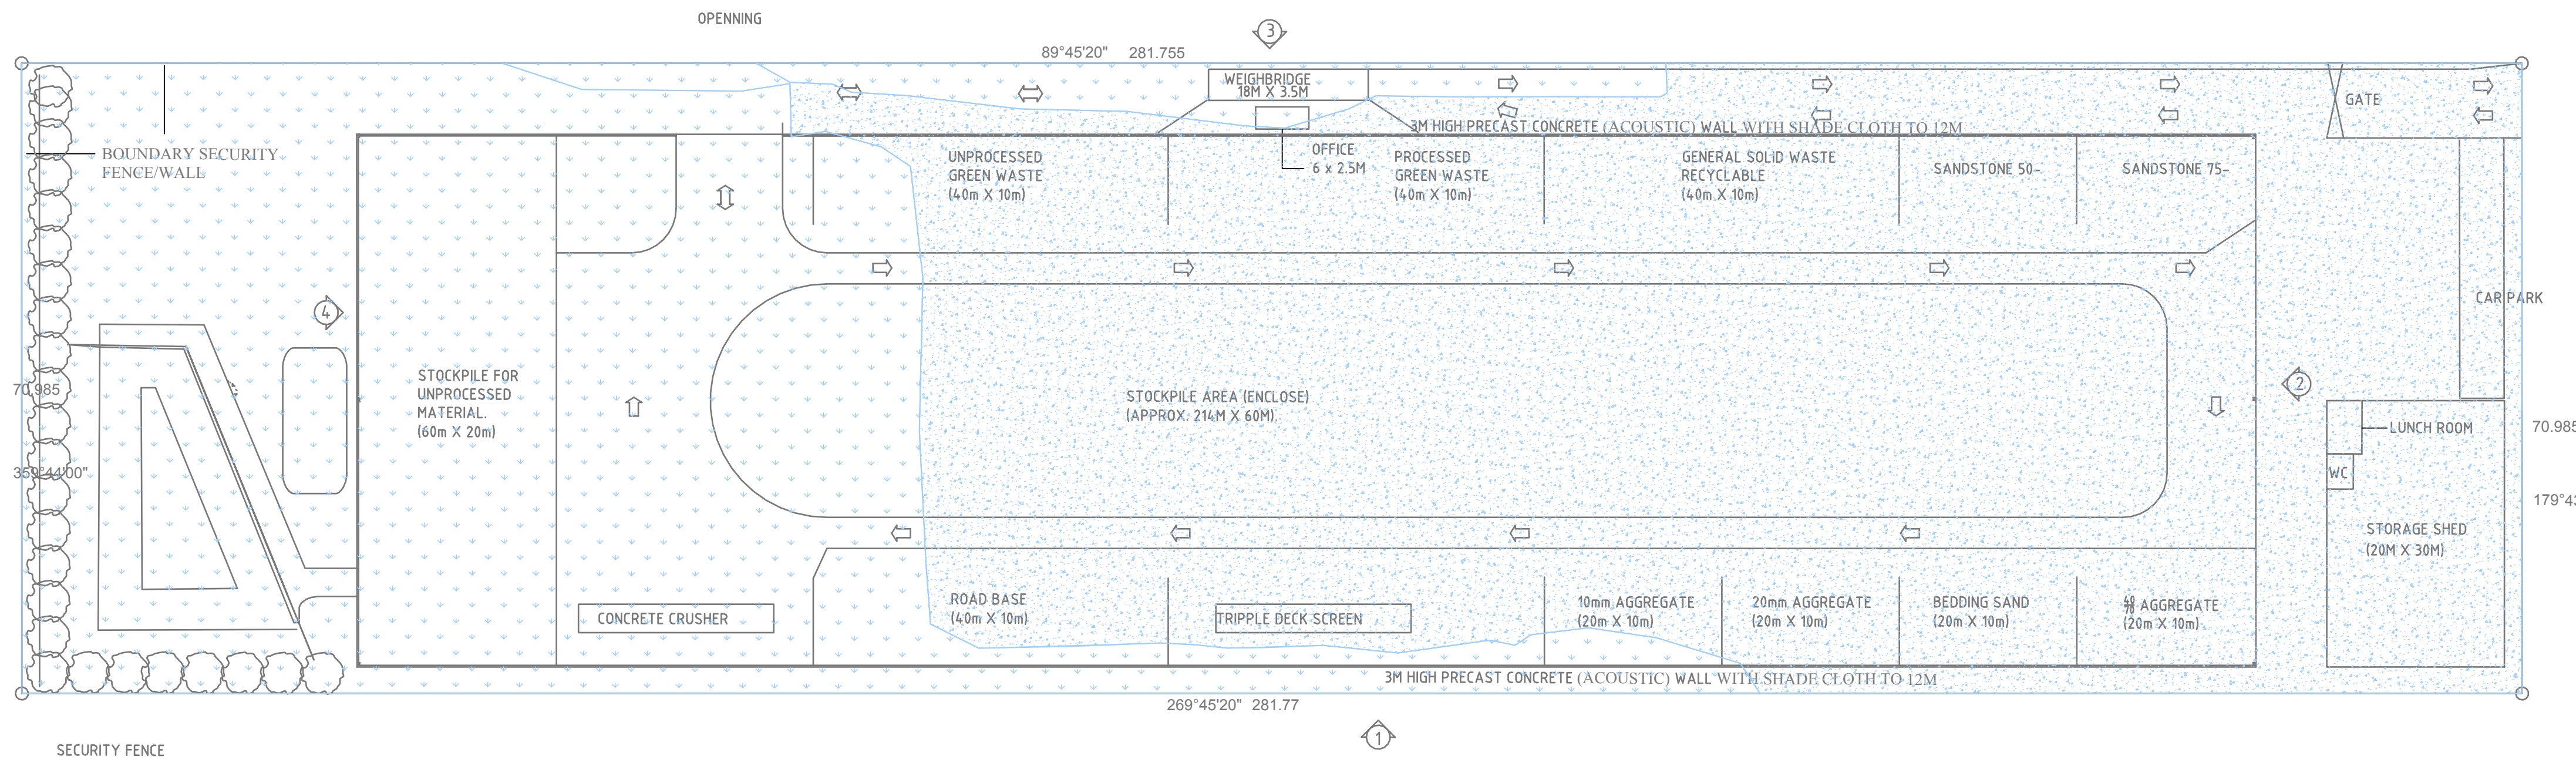 OPENNING
3
89°45'20" 281.755
WEIGHBRIDGE
18M X 3.5M
GATE
3M HIGH PRECAST CONCRETE (ACOUSTIC) WALL WITH SHADE CLOTH TO 12M
BOUNDARY SECURITY
FENCE/WALL
OFFICE
6 x 2.5M
UNPROCESSED
GREEN WASTE
(40m X 10m)
PROCESSED
GREEN WASTE
(40m X 10m)
GENERAL SOLID WASTE
RECYCLABLE
(40m X 10m)
SANDSTONE 50-
SANDSTONE 75-
4
CAR PARK
70.985
359°44'00"
STOCKPILE FOR
UNPROCESSED
MATERIAL.
(60m X 20m)
STOCKPILE AREA (ENCLOSE)
(APPROX. 214M X 60M).
2
LUNCH ROOM
70.985
WC
STORAGE SHED
(20M X 30M)
CONCRETE CRUSHER
ROAD BASE
(40m X 10m)
TRIPPLE DECK SCREEN
10mm AGGREGATE
(20m X 10m)
20mm AGGREGATE
(20m X 10m)
BEDDING SAND
(20m X 10m)
AGGREGATE
(20m X 10m)
3M HIGH PRECAST CONCRETE (ACOUSTIC) WALL WITH SHADE CLOTH TO 12M
269°45'20" 281.77
1
SECURITY FENCE